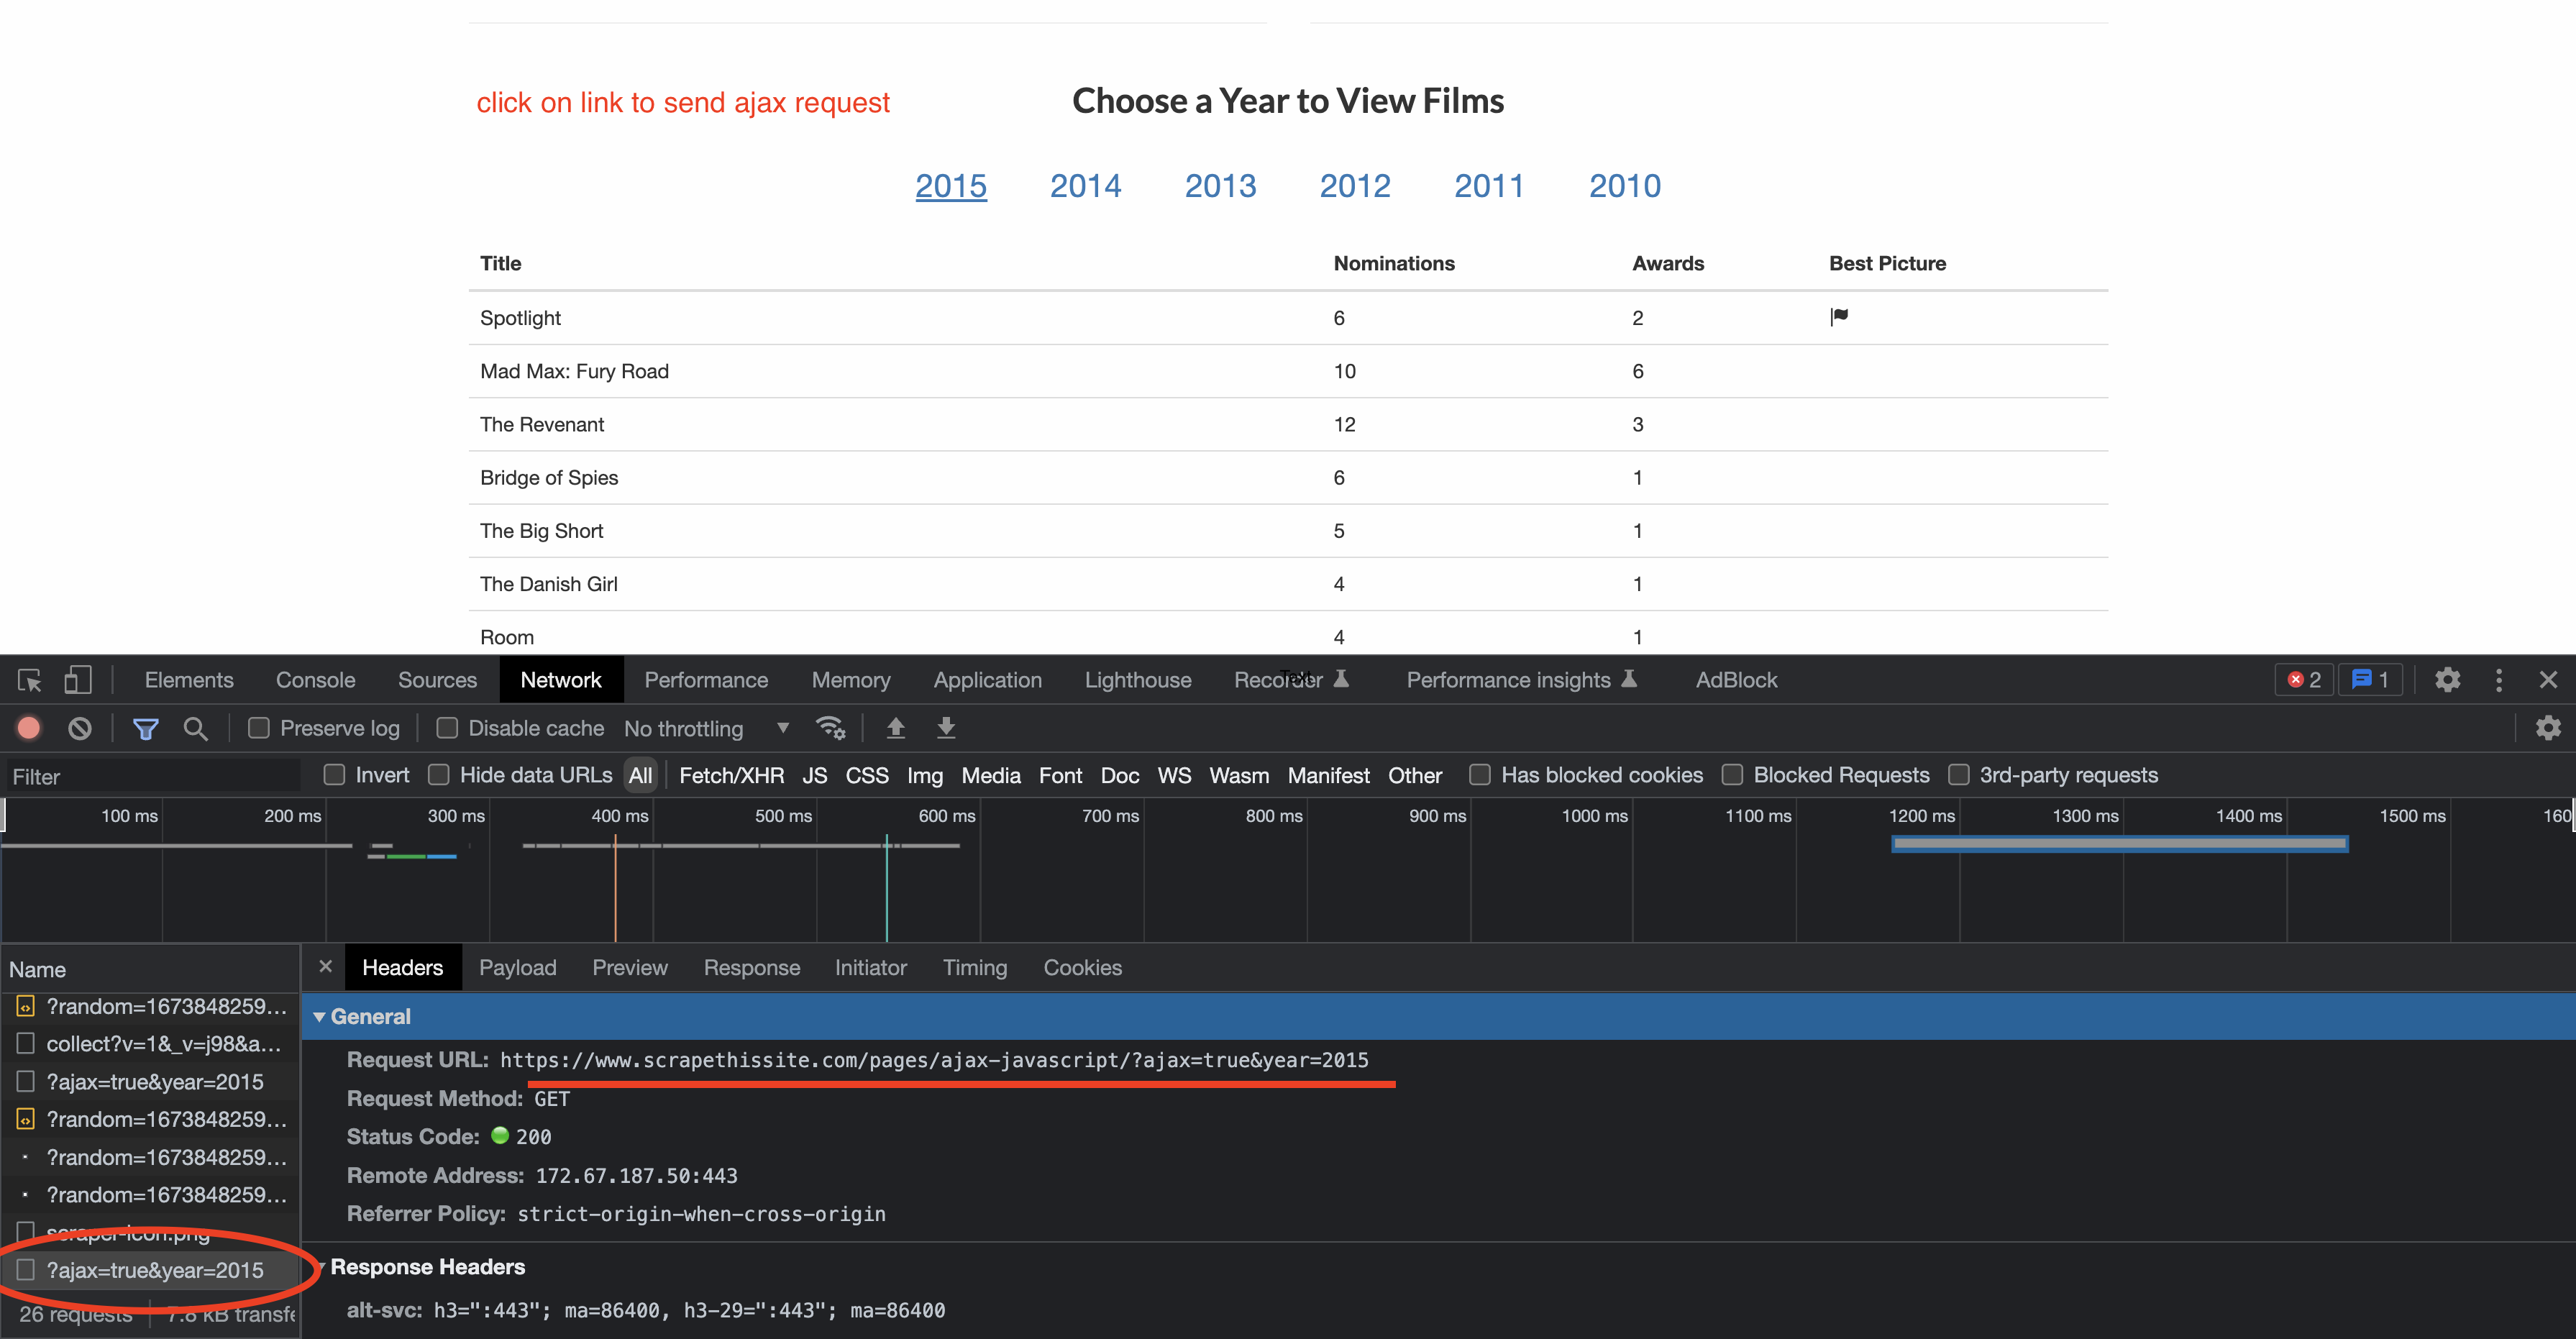 click on link to send ajax request
Choose a Year to View Films
2015 2014 2013 2012 2011 2010
Title Nominations Awards Best Picture
Spotlight 6 2
Mad Max: Fury Road 10 6
The Revenant 12 3
Bridge of Spies 6 1
The Big Short 5 1
The Danish Girl 4 1
Room 4 1
Elements Console Sources Network Performance Memory Application Lighthouse Recorder Text Performance insights AdBlock 2 1
Preserve log Disable cache No throttling
Filter Invert Hide data URLs All Fetch/XHR JS CSS Img Media Font Doc WS Wasm Manifest Other Has blocked cookies Blocked Requests 3rd-party requests
100 ms 200 ms 300 ms 400 ms 500 ms 600 ms 700 ms 800 ms 900 ms 1000 ms 1100 ms 1200 ms 1300 ms 1400 ms 1500 ms 160
Name
?random=1673848259...
collect?v=1&_v=j98&a...
?ajax=true&year=2015
?random=1673848259...
?random=1673848259...
?random=1673848259...
scraper-icon.png
?ajax=true&year=2015
26 requests 7.8 kB transfe
Headers Payload Preview Response Initiator Timing Cookies
General
Request URL: https://www.scrapethissite.com/pages/ajax-javascript/?ajax=true&year=2015
Request Method: GET
Status Code: 200
Remote Address: 172.67.187.50:443
Referrer Policy: strict-origin-when-cross-origin
Response Headers
alt-svc: h3=":443"; ma=86400, h3-29=":443"; ma=86400